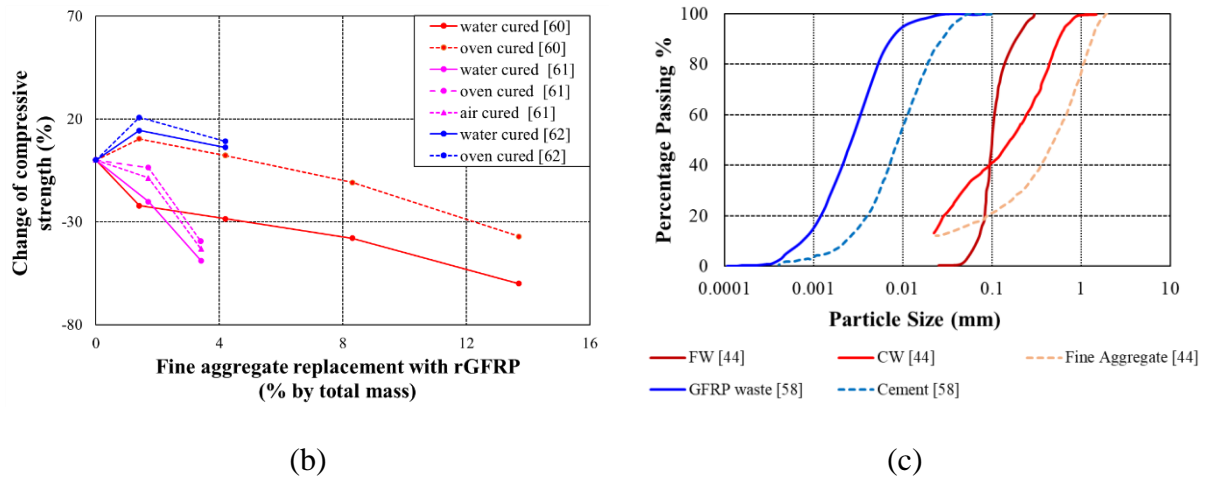 70
20
-30
-80
0
4
8
12
16
Change of compressive
strength (%)
Fine aggregate replacement with rGFRP
(% by total mass)
water cured [60]
oven cured [60]
water cured [61]
oven cured [61]
air cured [61]
water cured [62]
oven cured [62]
(b)
100
80
60
40
20
0
0.0001
0.001
0.01
0.1
1
10
Percentage Passing %
Particle Size (mm)
FW [44]
CW [44]
Fine Aggregate [44]
GFRP waste [58]
Cement [58]
(c)